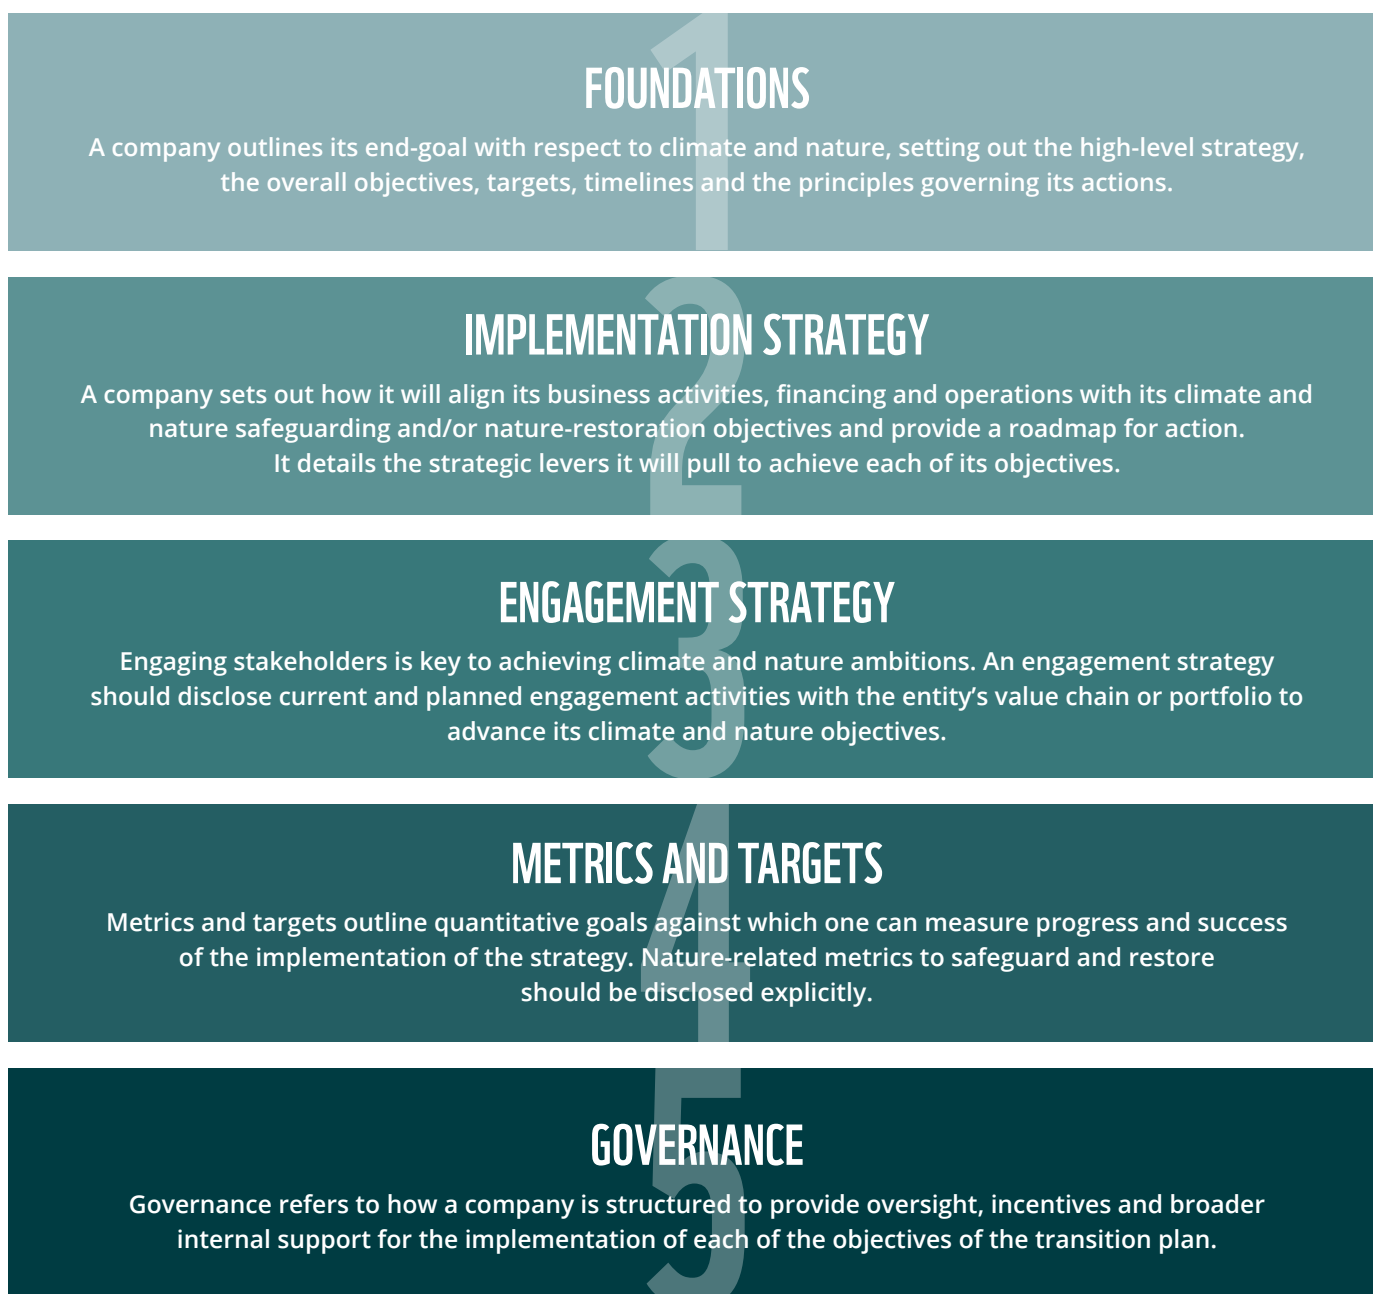 1
FOUNDATIONS
A company outlines its end-goal with respect to climate and nature, setting out the high-level strategy,
the overall objectives, targets, timelines and the principles governing its actions.
2
IMPLEMENTATION STRATEGY
A company sets out how it will align its business activities, financing and operations with its climate and
nature safeguarding and/or nature-restoration objectives and provide a roadmap for action.
It details the strategic levers it will pull to achieve each of its objectives.
3
ENGAGEMENT STRATEGY
Engaging stakeholders is key to achieving climate and nature ambitions. An engagement strategy
should disclose current and planned engagement activities with the entity’s value chain or portfolio to
advance its climate and nature objectives.
4
METRICS AND TARGETS
Metrics and targets outline quantitative goals against which one can measure progress and success
of the implementation of the strategy. Nature-related metrics to safeguard and restore
should be disclosed explicitly.
5
GOVERNANCE
Governance refers to how a company is structured to provide oversight, incentives and broader
internal support for the implementation of each of the objectives of the transition plan.